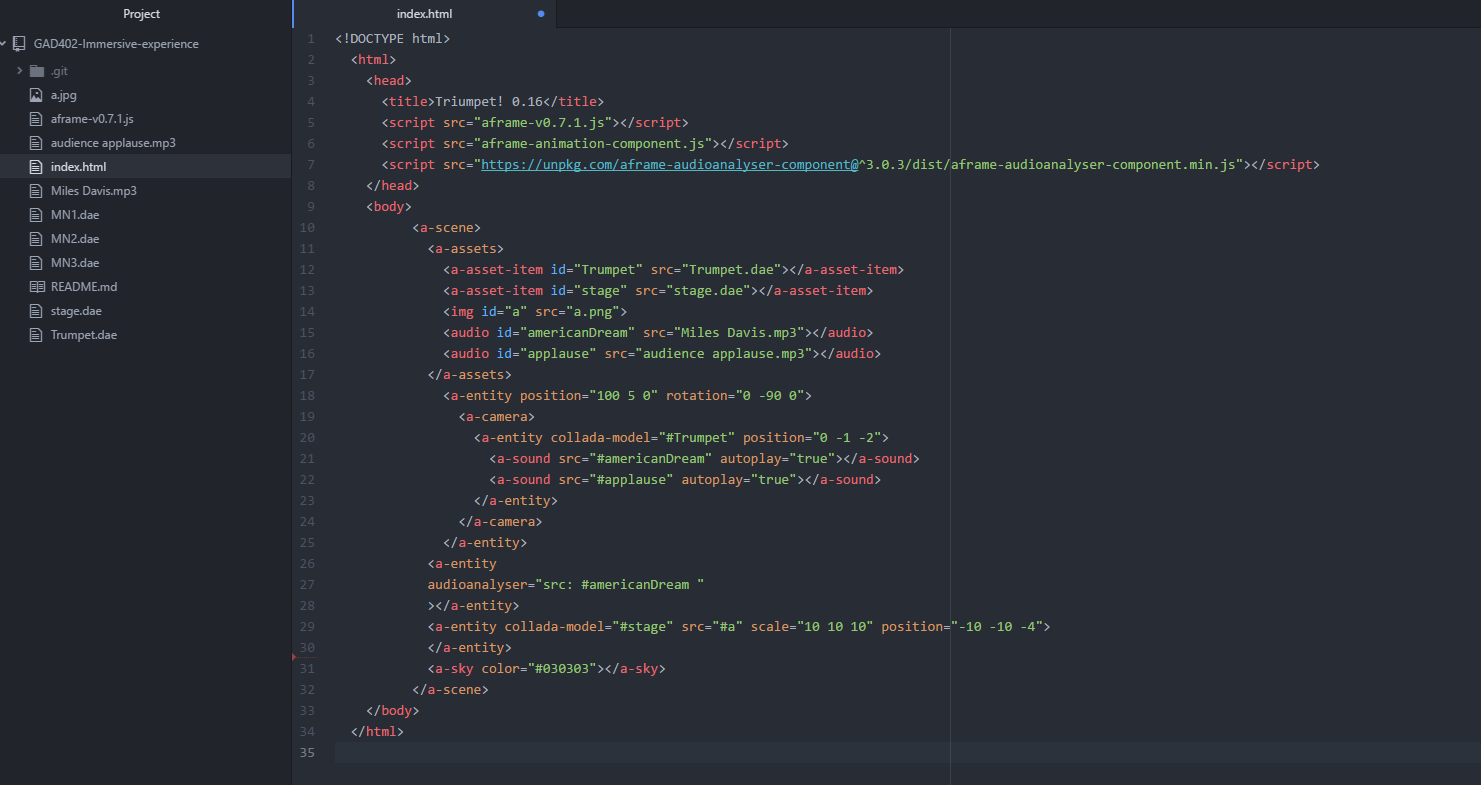 Project
GAD402-Immersive-experience
.git
a.jpg
aframe-v0.7.1.js
audience applause.mp3
index.html
Miles Davis.mp3
MN1.dae
MN2.dae
MN3.dae
README.md
stage.dae
Trumpet.dae
index.html
1 <!DOCTYPE html>
2 <html>
3 <head>
4 <title>Triumpet! 0.16</title>
5 <script src="aframe-v0.7.1.js"></script>
6 <script src="aframe-animation-component.js"></script>
7 <script src="https://unpkg.com/aframe-audioanalyser-component@^3.0.3/dist/aframe-audioanalyser-component.min.js"></script>
8 </head>
9 <body>
10 <a-scene>
11 <a-assets>
12 <a-asset-item id="Trumpet" src="Trumpet.dae"></a-asset-item>
13 <a-asset-item id="stage" src="stage.dae"></a-asset-item>
14 <img id="a" src="a.png">
15 <audio id="americanDream" src="Miles Davis.mp3"></audio>
16 <audio id="applause" src="audience applause.mp3"></audio>
17 </a-assets>
18 <a-entity position="100 5 0" rotation="0 -90 0">
19 <a-camera>
20 <a-entity collada-model="#Trumpet" position="0 -1 -2">
21 <a-sound src="#americanDream" autoplay="true"></a-sound>
22 <a-sound src="#applause" autoplay="true"></a-sound>
23 </a-entity>
24 </a-camera>
25 </a-entity>
26 <a-entity
27 audioanalyser="src: #americanDream "
28 ></a-entity>
29 <a-entity collada-model="#stage" src="#a" scale="10 10 10" position="-10 -10 -4">
30 </a-entity>
31 <a-sky color="#030303"></a-sky>
32 </a-scene>
33 </body>
34 </html>
35